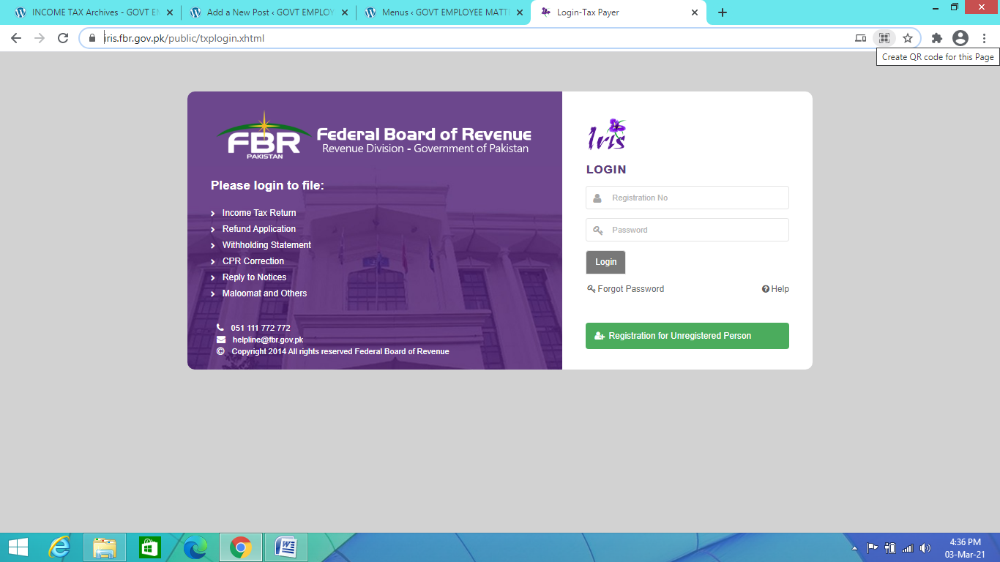 INCOME TAX Archives - GOVT EM
Add a New Post ‹ GOVT EMPLOY
Menus ‹ GOVT EMPLOYEE MATT
Login-Tax Payer
iris.fbr.gov.pk/public/txplogin.xhtml
Create QR code for this Page
FBR
PAKISTAN
Federal Board of Revenue
Revenue Division - Government of Pakistan
Please login to file:
Income Tax Return
Refund Application
Withholding Statement
CPR Correction
Reply to Notices
Maloomat and Others
051 111 772 772
helpline@fbr.gov.pk
© Copyright 2014 All rights reserved Federal Board of Revenue
Iris
LOGIN
Registration No
Password
Login
Forgot Password
Help
Registration for Unregistered Person
4:36 PM
03-Mar-21